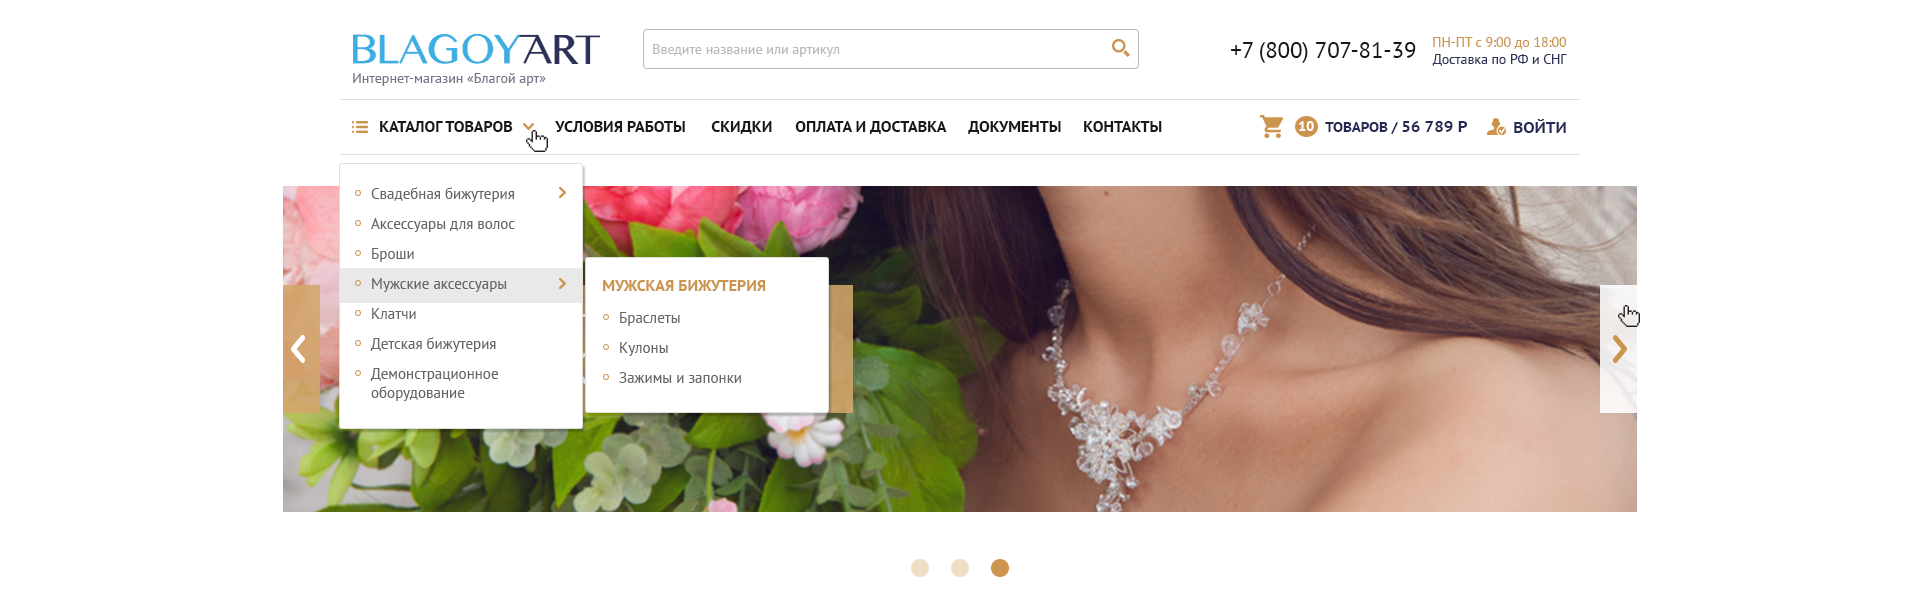 BLAGOYART
Интернет-магазин «Благой арт»
Введите название или артикул
+7 (800) 707-81-39
ПН-ПТ с 9:00 до 18:00
Доставка по РФ и СНГ
КАТАЛОГ ТОВАРОВ
УСЛОВИЯ РАБОТЫ
СКИДКИ
ОПЛАТА И ДОСТАВКА
ДОКУМЕНТЫ
КОНТАКТЫ
10 ТОВАРОВ / 56 789 Р
ВОЙТИ
Свадебная бижутерия
Аксессуары для волос
Броши
Мужские аксессуары
Клатчи
Детская бижутерия
Демонстрационное
оборудование
МУЖСКАЯ БИЖУТЕРИЯ
Браслеты
Кулоны
Зажимы и запонки